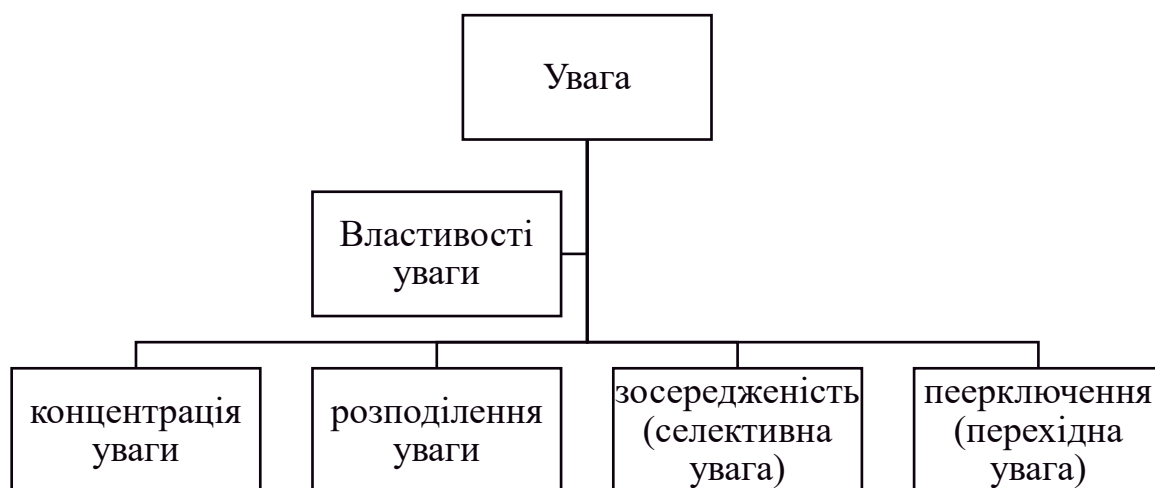 Увага
Властивості
уваги
концентрація
уваги
розподілення
уваги
зосередженість
(селективна
увага)
пеерключення
(перехідна
увага)